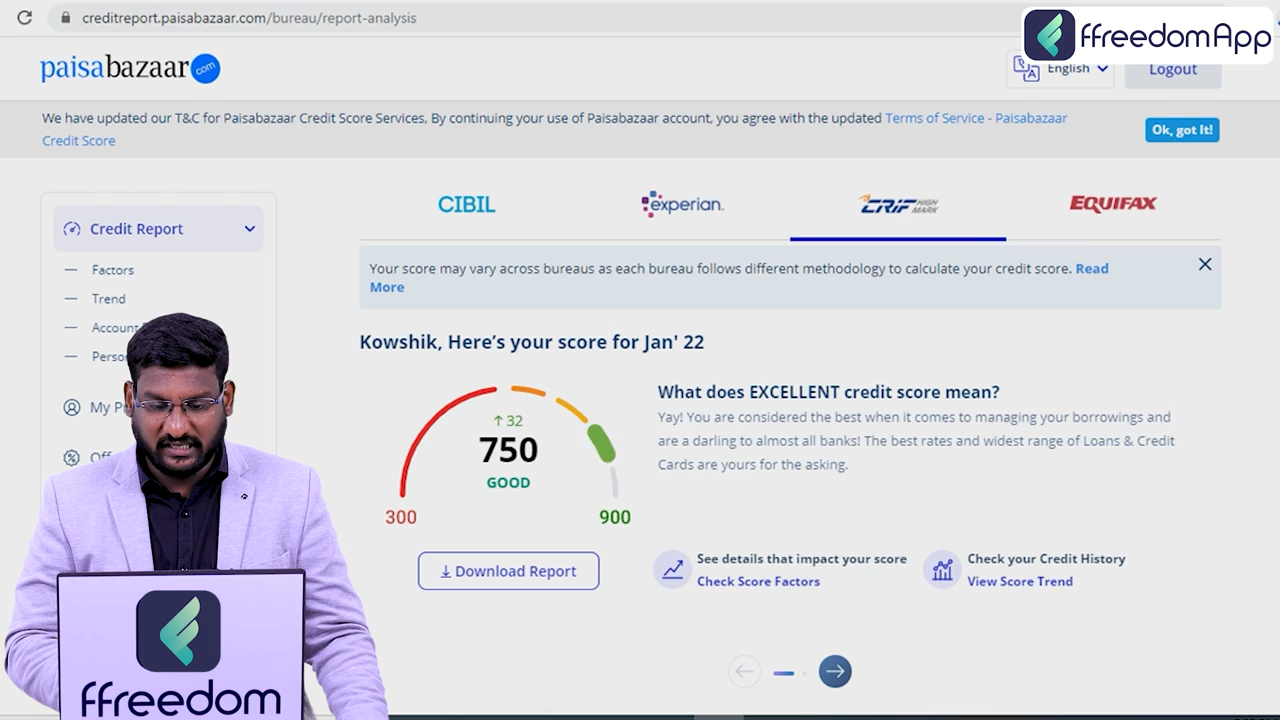 creditreport.paisabazaar.com/bureau/report-analysis
ffreedomApp
paisabazaar.com
English
Logout
We have updated our T&C for Paisabazaar Credit Score Services, By continuing your use of Paisabazaar account, you agree with the updated Terms of Service - Paisabazaar
Credit Score
Ok, got It!
CIBIL
experian.
CRIF HIGH MARK
EQUIFAX
Credit Report
Factors
Trend
Account
Perso
My P
Off
Your score may vary across bureaus as each bureau follows different methodology to calculate your credit score. Read
More
Kowshik, Here's your score for Jan' 22
↑ 32
750
GOOD
300
900
Download Report
What does EXCELLENT credit score mean?
Yay! You are considered the best when it comes to managing your borrowings and
are a darling to almost all banks! The best rates and widest range of Loans & Credit
Cards are yours for the asking.
See details that impact your score
Check Score Factors
Check your Credit History
View Score Trend
ffreedom